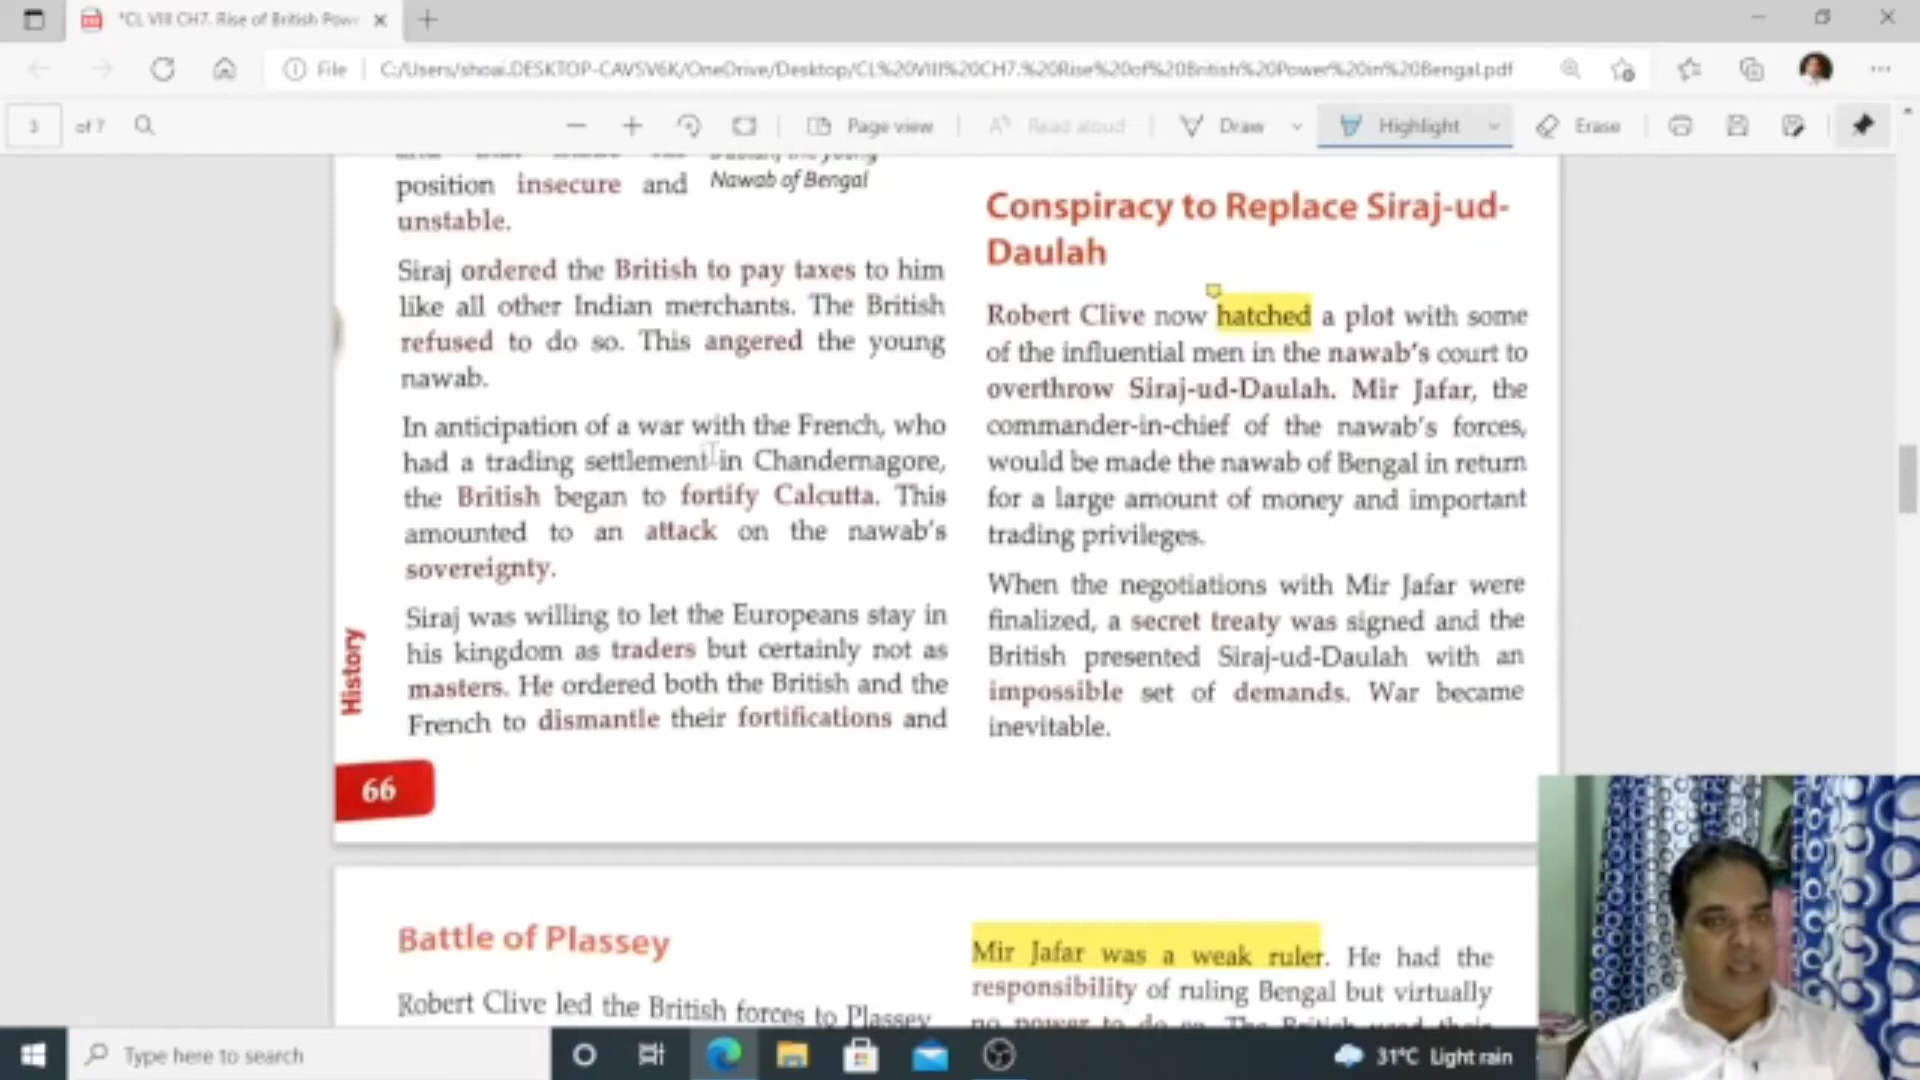 *CL VIII CH7. Rise of British Powe
File
C:/Users/shoai.DESKTOP-CAVSV6K/OneDrive/Desktop/CL%20VIII%20CH7.%20Rise%20of%20British%20Power%20in%20Bengal.pdf
3 of 7
Page view
Read aloud
Draw
Highlight
Erase
position insecure and
unstable.
Nawab of Bengal
Siraj ordered the British to pay taxes to him
like all other Indian merchants. The British
refused to do so. This angered the young
nawab.
In anticipation of a war with the French, who
had a trading settlement in Chandernagore,
the British began to fortify Calcutta. This
amounted to an attack on the nawab's
sovereignty.
Siraj was willing to let the Europeans stay in
his kingdom as traders but certainly not as
masters. He ordered both the British and the
French to dismantle their fortifications and
History
66
Conspiracy to Replace Siraj-ud-
Daulah
Robert Clive now hatched a plot with some
of the influential men in the nawab's court to
overthrow Siraj-ud-Daulah. Mir Jafar, the
commander-in-chief of the nawab's forces,
would be made the nawab of Bengal in return
for a large amount of money and important
trading privileges.
When the negotiations with Mir Jafar were
finalized, a secret treaty was signed and the
British presented Siraj-ud-Daulah with an
impossible set of demands. War became
inevitable.
Battle of Plassey
Robert Clive led the British forces to Plassey
Mir Jafar was a weak ruler. He had the
responsibility of ruling Bengal but virtually
no power to do so. The British used their
Type here to search
31°C Light rain